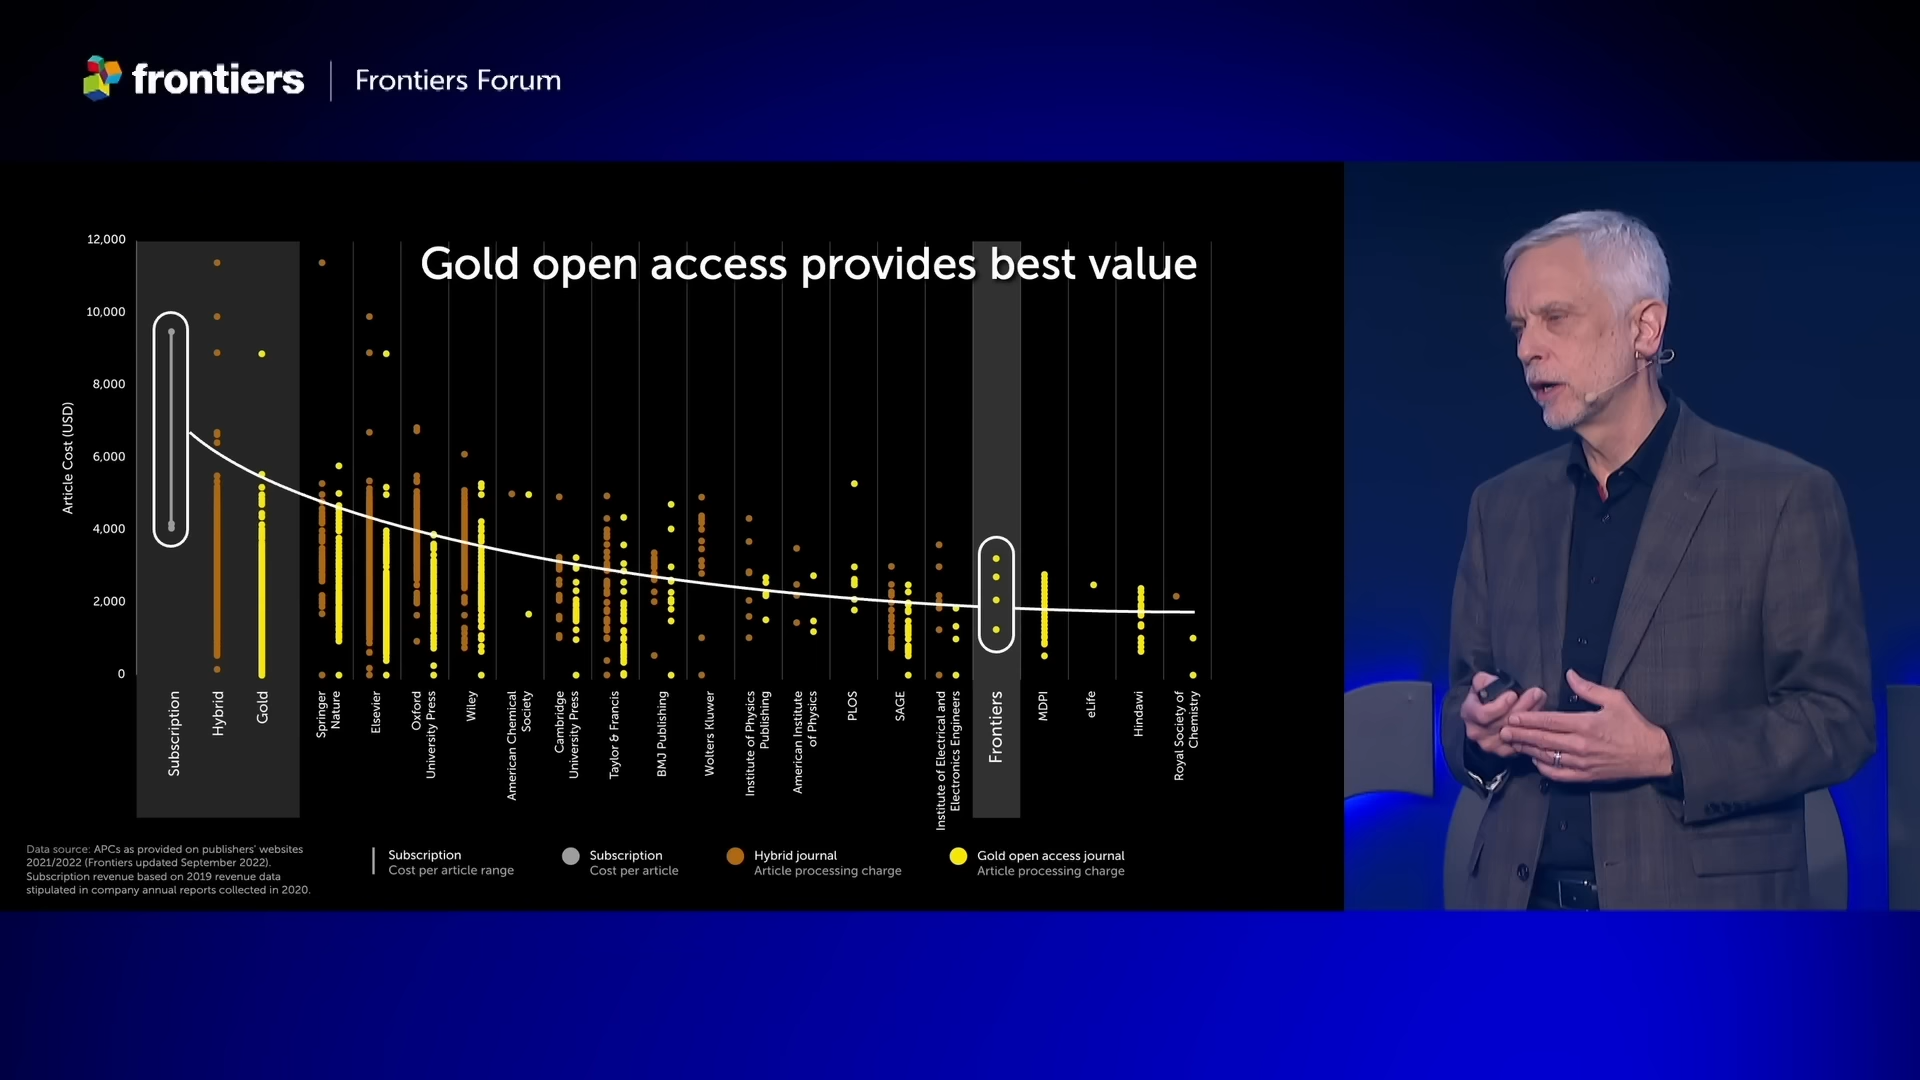 frontiers | Frontiers Forum
Gold open access provides best value
Article Cost (USD)
12,000
10,000
8,000
6,000
4,000
2,000
0
Subscription
Hybrid
Gold
Springer
Nature
Elsevier
Oxford
University Press
Wiley
American Chemical
Society
Cambridge
University Press
Taylor & Francis
BMJ Publishing
Wolters Kluwer
Institute of Physics
Publishing
American Institute
of Physics
PLOS
SAGE
Institute of Electrical and
Electronics Engineers
Frontiers
MDPI
eLife
Hindawi
Royal Society of
Chemistry
Data source: APCs as provided on publishers' websites
2021/2022 (Frontiers updated September 2022).
Subscription revenue based on 2019 revenue data
stipulated in company annual reports collected in 2020.
Subscription
Cost per article range
Subscription
Cost per article
Hybrid journal
Article processing charge
Gold open access journal
Article processing charge